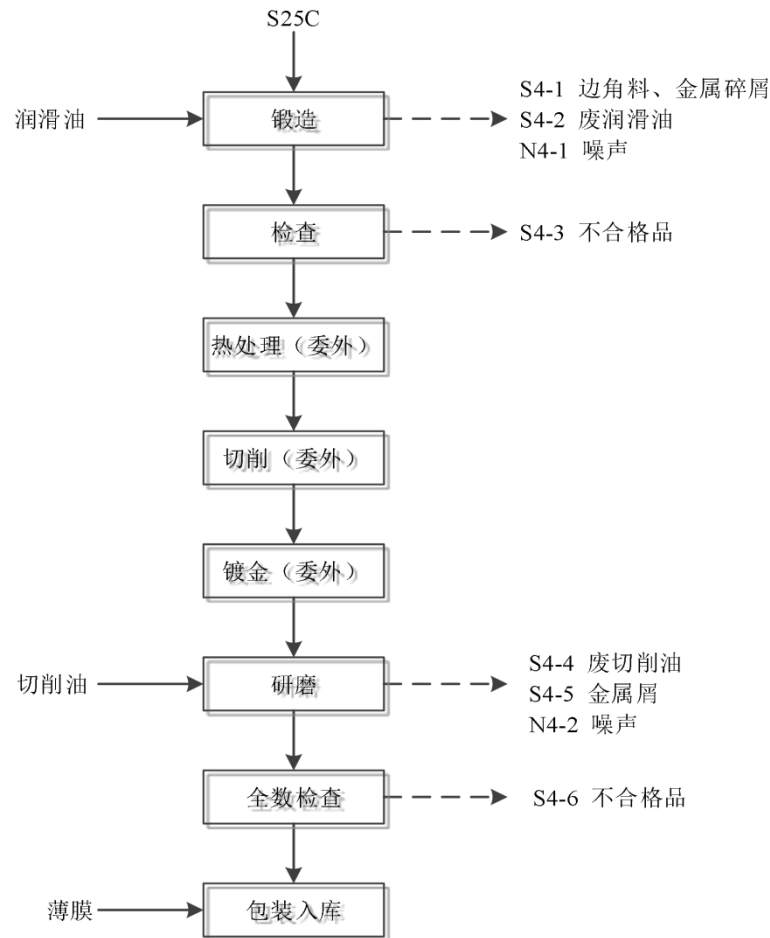 S25C
润滑油
锻造
S4-1 边角料、金属碎屑
S4-2 废润滑油
N4-1 噪声
检查
S4-3 不合格品
热处理（委外）
切削（委外）
镀金（委外）
切削油
研磨
S4-4 废切削油
S4-5 金属屑
N4-2 噪声
全数检查
S4-6 不合格品
薄膜
包装入库